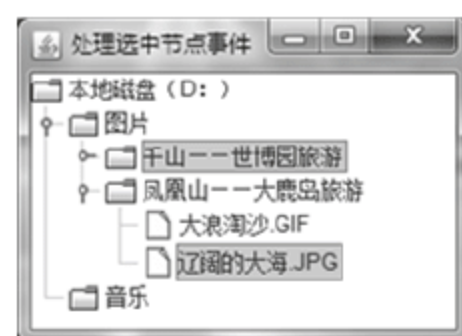 处理选中节点事件
本地磁盘（D：）
图片
千山－－世博园旅游
凤凰山－－大鹿岛旅游
大浪淘沙.GIF
辽阔的大海.JPG
音乐